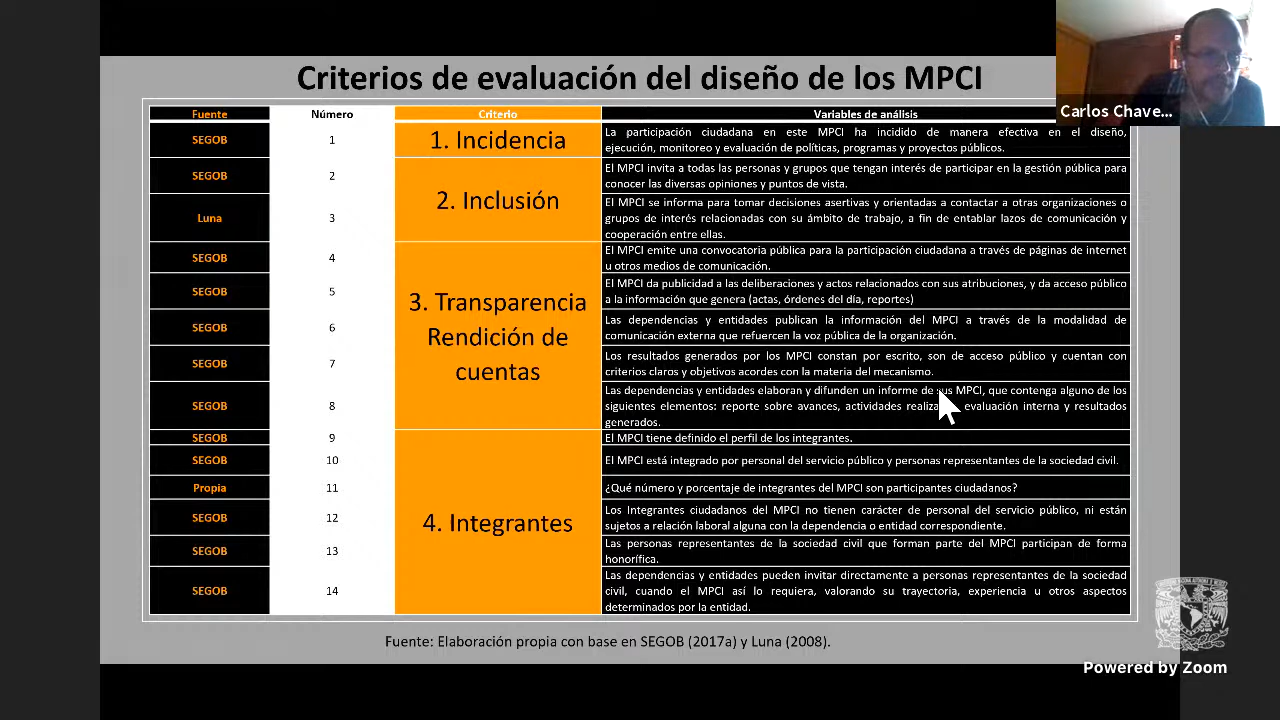 Criterios de evaluación del diseño de los MPCI
Carlos Chave...
Fuente Número Criterio Variables de análisis
SEGOB 1 1. Incidencia La participación ciudadana en este MPCI ha incidido de manera efectiva en el diseño,
ejecución, monitoreo y evaluación de políticas, programas y proyectos públicos.
SEGOB 2 2. Inclusión El MPCI invita a todas las personas y grupos que tengan interés de participar en la gestión pública para
conocer las diversas opiniones y puntos de vista.
Luna 3 El MPCI se informa para tomar decisiones asertivas y orientadas a contactar a otras organizaciones o
grupos de interés relacionadas con su ámbito de trabajo, a fin de entablar lazos de comunicación y
cooperación entre ellas.
SEGOB 4 3. Transparencia El MPCI emite una convocatoria pública para la participación ciudadana a través de páginas de internet
Rendición de u otros medios de comunicación.
cuentas
SEGOB 5 El MPCI da publicidad a las deliberaciones y actos relacionados con sus atribuciones, y da acceso público
a la información que genera (actas, órdenes del día, reportes)
SEGOB 6 Las dependencias y entidades publican la información del MPCI a través de la modalidad de
comunicación externa que refuercen la voz pública de la organización.
SEGOB 7 Los resultados generados por los MPCI constan por escrito, son de acceso público y cuentan con
criterios claros y objetivos acordes con la materia del mecanismo.
SEGOB 8 Las dependencias y entidades elaboran y difunden un informe de sus MPCI, que contenga alguno de los
siguientes elementos: reporte sobre avances, actividades realiza evaluación interna y resultados
generados.
SEGOB 9 4. Integrantes El MPCI tiene definido el perfil de los integrantes.
SEGOB 10 El MPCI está integrado por personal del servicio público y personas representantes de la sociedad civil.
Propia 11 ¿Qué número y porcentaje de integrantes del MPCI son participantes ciudadanos?
SEGOB 12 Los Integrantes ciudadanos del MPCI no tienen carácter de personal del servicio público, ni están
sujetos a relación laboral alguna con la dependencia o entidad correspondiente.
SEGOB 13 Las personas representantes de la sociedad civil que forman parte del MPCI participan de forma
honorífica.
SEGOB 14 Las dependencias y entidades pueden invitar directamente a personas representantes de la sociedad
civil, cuando el MPCI así lo requiera, valorando su trayectoria, experiencia u otros aspectos
determinados por la entidad.
Fuente: Elaboración propia con base en SEGOB (2017a) y Luna (2008).
Powered by Zoom